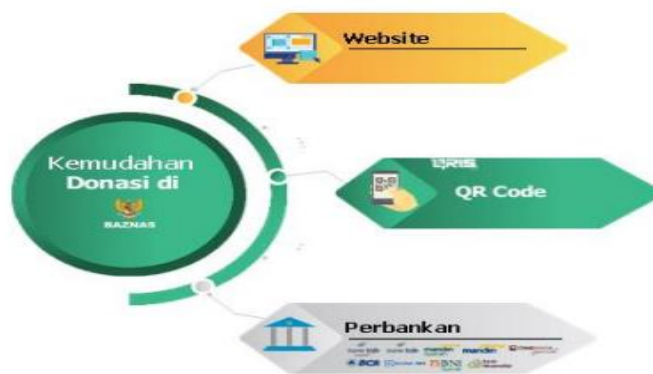 Website
Kemudahan
Donasi di
BAZNAS
QRIS
QR Code
Perbankan
mandiri
BNI